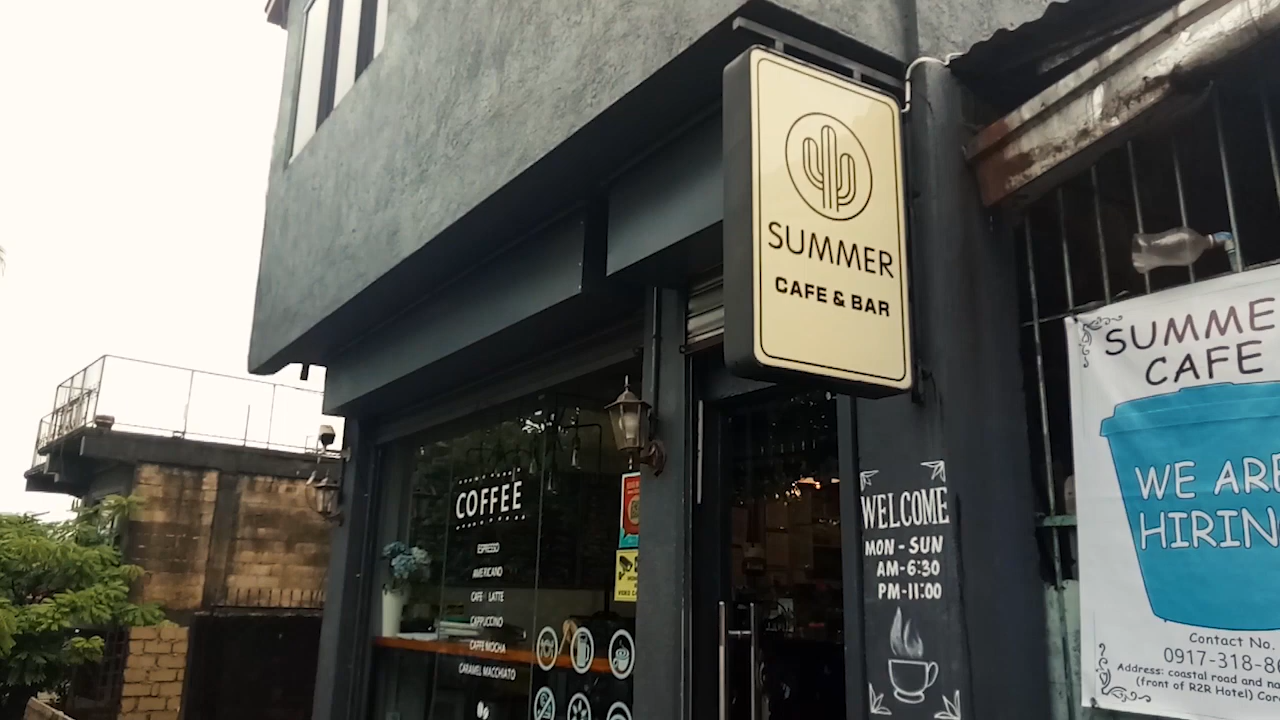 SUMMER
CAFE & BAR
COFFEE
ESPRESSO
AMERICANO
CAFE LATTE
CAPPUCCINO
CAFFE MOCHA
CARAMEL MACCHIATO
WELCOME
MON - SUN
AM-6:30
PM-11:00
SUMME
CAFE
WE ARE
HIRIN
Contact No.
0917-318-8
Address: coastal road and na
(front of R2R Hotel) Cor